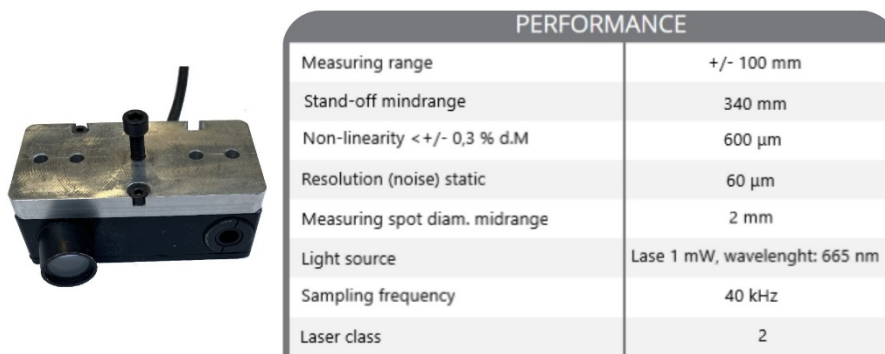 PERFORMANCE
Measuring range +/- 100 mm
Stand-off mindrange 340 mm
Non-linearity <+/- 0,3 % d.M 600 µm
Resolution (noise) static 60 µm
Measuring spot diam. midrange 2 mm
Light source Lase 1 mW, wavelenght: 665 nm
Sampling frequency 40 kHz
Laser class 2